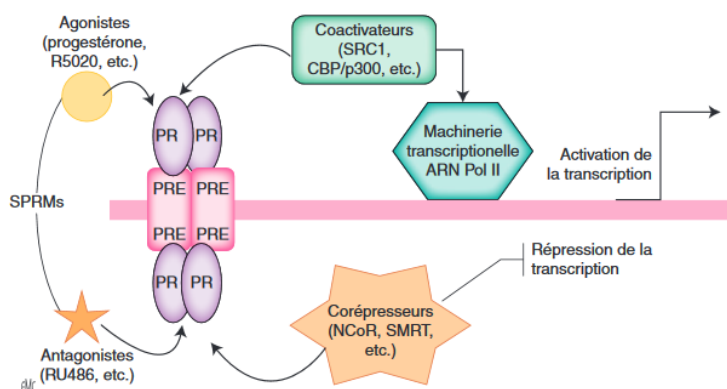 Agonistes
(progestérone,
R5020, etc.)
Coactivateurs
(SRC1,
CBP/p300, etc.)
PR
PR
Machinerie
transcriptionelle
ARN Pol II
Activation de
la transcription
PRE
PRE
SPRMs
PRE
PRE
PR
PR
Répression de la
transcription
Corépresseurs
(NCoR, SMRT,
etc.)
Antagonistes
(RU486, etc.)